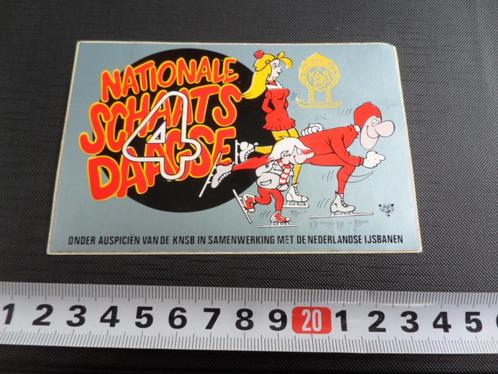 NATIONALE
SCHAATS
4
DAAGSE
KNSB
ONDER AUSPICIËN VAN DE KNSB IN SAMENWERKING MET DE NEDERLANDSE IJSBANEN
1 2 3 4 5 6 7 8 9 20 1 2 3 4 5